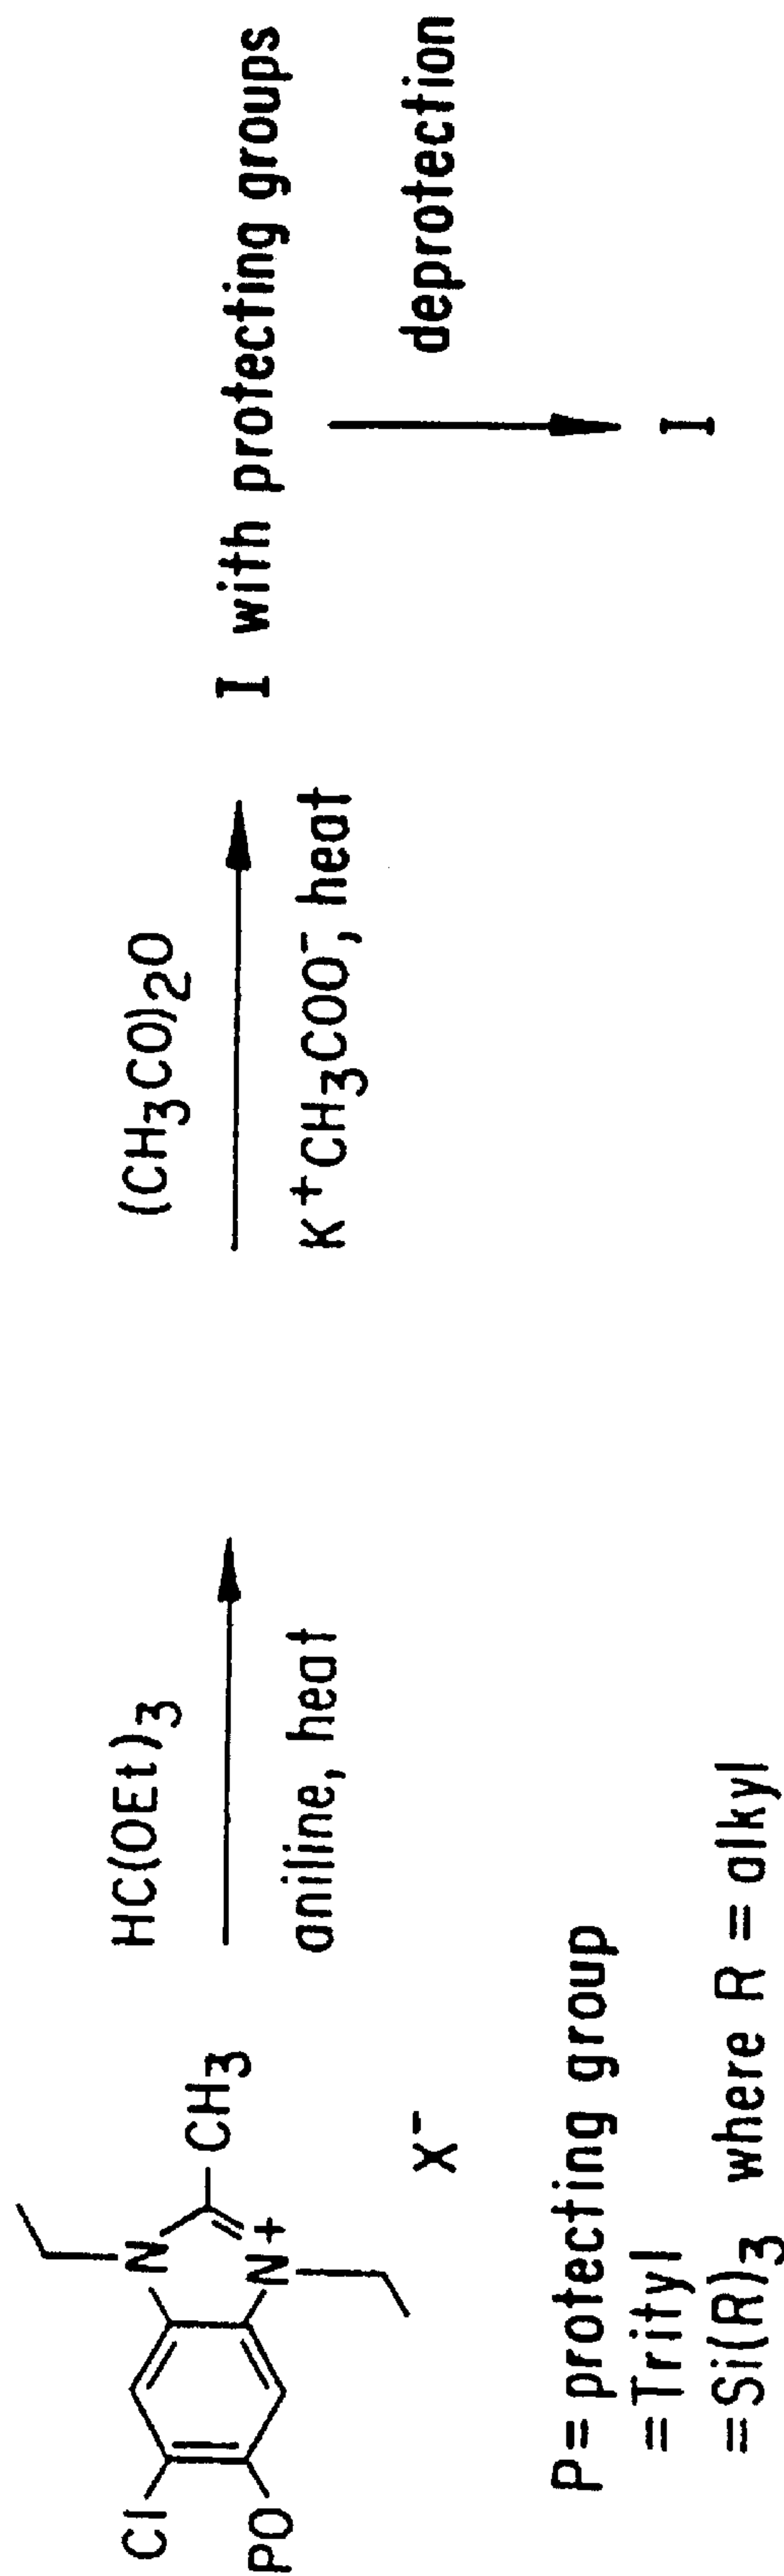 Cl
PO
N
N+
CH3
X-
HC(OEt)3
aniline, heat
(CH3CO)2O
K+CH3COO-, heat
I with protecting groups
deprotection
I
P= protecting group
=Trityl
=Si(R)3 where R = alkyl